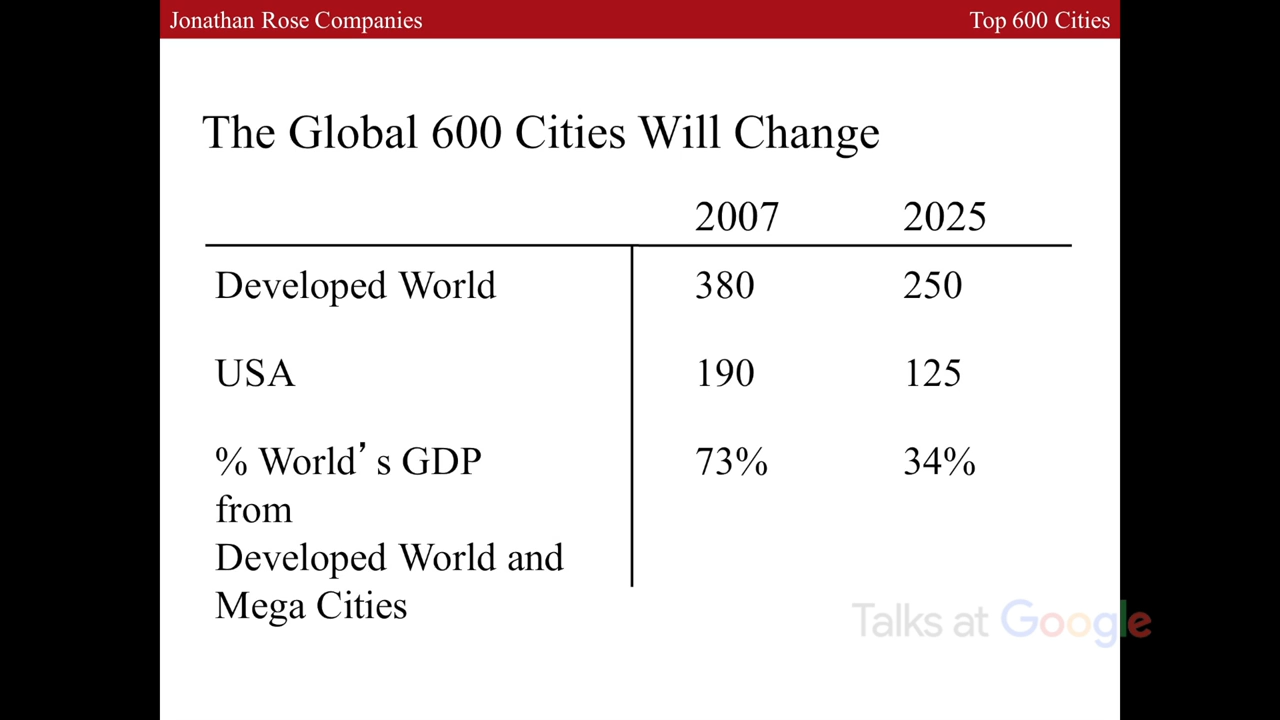 Jonathan Rose Companies Top 600 Cities
The Global 600 Cities Will Change
2007 2025
Developed World 380 250
USA 190 125
% World’ s GDP 73% 34%
from
Developed World and
Mega Cities
Talks at Google